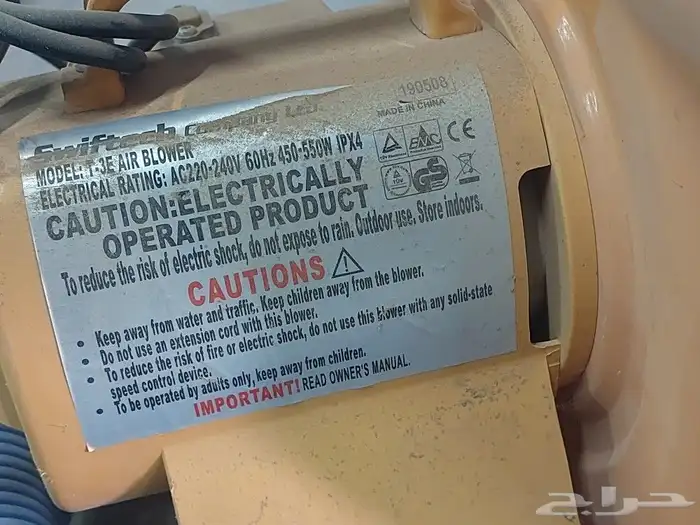 Swiftech Company Ltd.
190508
MADE IN CHINA
MODEL: T-3E AIR BLOWER
ELECTRICAL RATING: AC220-240V 60Hz 450-550W IPX4
CAUTION:ELECTRICALLY
OPERATED PRODUCT
EMC
CE
TÜV
GS
To reduce the risk of electric shock, do not expose to rain. Outdoor use. Store indoors.
CAUTIONS
• Keep away from water and traffic. Keep children away from the blower.
• Do not use an extension cord with this blower.
• To reduce the risk of fire or electric shock, do not use this blower with any solid-state
speed control device.
• To be operated by adults only, keep away from children.
IMPORTANT! READ OWNER'S MANUAL.
حراج